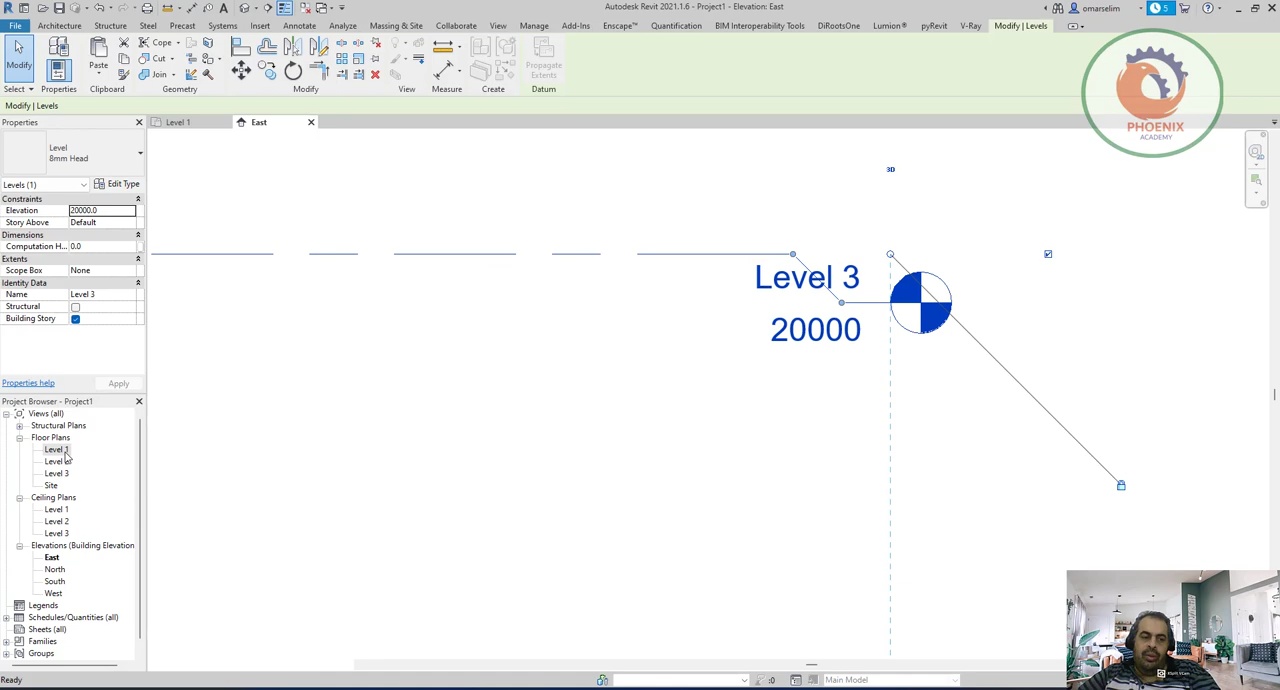 Autodesk Revit 2021.1.6 - Project1 - Elevation: East
omarselim
5
File Architecture Structure Steel Precast Systems Insert Annotate Analyze Massing & Site Collaborate View Manage Add-Ins Enscape™ Quantification BIM Interoperability Tools DiRootsOne Lumion® pyRevit V-Ray Modify | Levels
Modify
Properties
Paste
Cope
Cut
Join
Propagate
Extents
Select Properties Clipboard Geometry Modify View Measure Create Datum
Modify | Levels
PHOENIX
ACADEMY
Properties
Level 1
East
Level
8mm Head
Levels (1)
Edit Type
Constraints
Elevation 20000.0
Story Above Default
Dimensions
Computation H... 0.0
Extents
Scope Box None
Identity Data
Name Level 3
Structural
Building Story
Properties help
Apply
3D
Level 3
20000
Project Browser - Project1
Views (all)
Structural Plans
Floor Plans
Level 1
Level
Level 3
Site
Ceiling Plans
Level 1
Level 2
Level 3
Elevations (Building Elevation
East
North
South
West
Legends
Schedules/Quantities (all)
Sheets (all)
Families
Groups
Ready
:0
Main Model